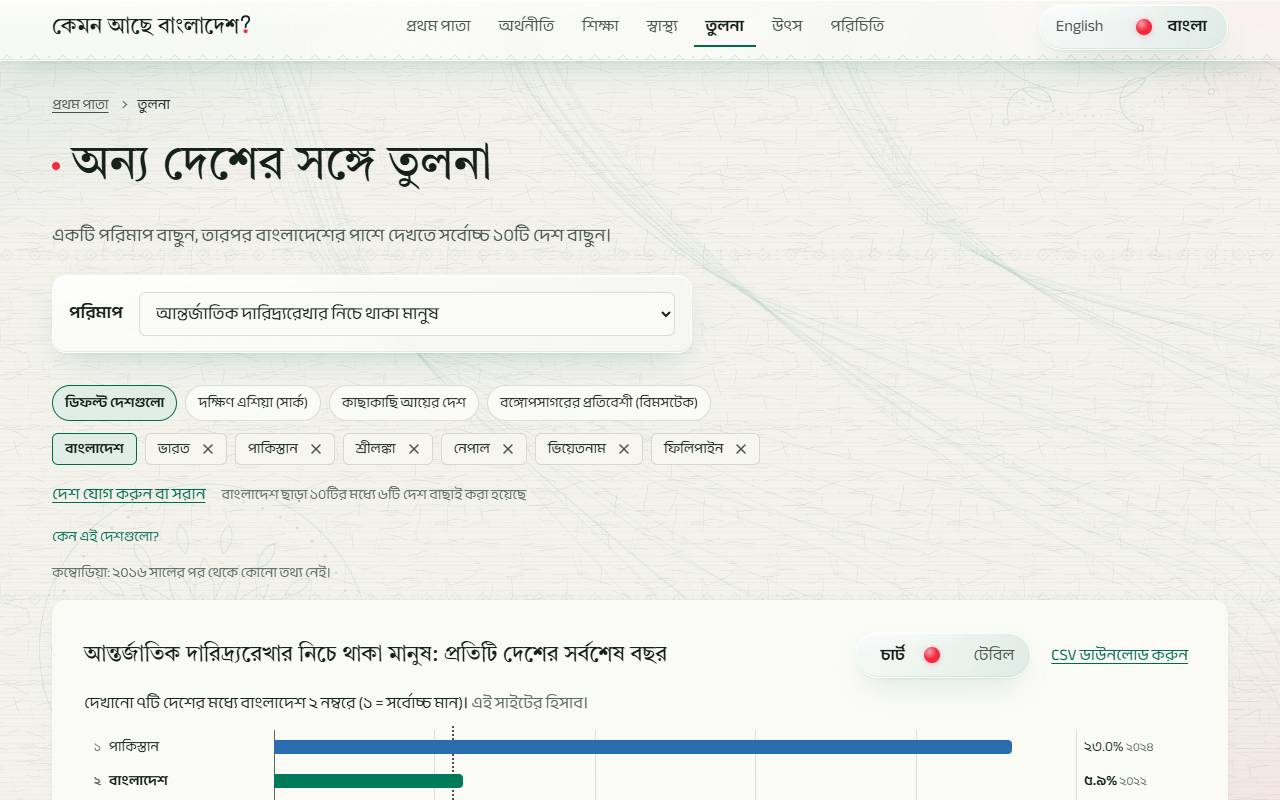 কেমন আছে বাংলাদেশ?
প্রথম পাতা অর্থনীতি শিক্ষা স্বাস্থ্য তুলনা উৎস পরিচিতি
English বাংলা
প্রথম পাতা › তুলনা
অন্য দেশের সঙ্গে তুলনা
একটি পরিমাপ বাছুন, তারপর বাংলাদেশের পাশে দেখতে সর্বোচ্চ ১০টি দেশ বাছুন।
পরিমাপ আন্তর্জাতিক দারিদ্র্যরেখার নিচে থাকা মানুষ
ডিফল্ট দেশগুলো দক্ষিণ এশিয়া (সার্ক) কাছাকাছি আয়ের দেশ বঙ্গোপসাগরের প্রতিবেশী (বিমসটেক)
বাংলাদেশ ভারত × পাকিস্তান × শ্রীলঙ্কা × নেপাল × ভিয়েতনাম × ফিলিপাইন ×
দেশ যোগ করুন বা সরান বাংলাদেশ ছাড়া ১০টির মধ্যে ৬টি দেশ বাছাই করা হয়েছে
কেন এই দেশগুলো?
কম্বোডিয়া: ২০১৬ সালের পর থেকে কোনো তথ্য নেই।
আন্তর্জাতিক দারিদ্র্যরেখার নিচে থাকা মানুষ: প্রতিটি দেশের সর্বশেষ বছর
চার্ট টেবিল CSV ডাউনলোড করুন
দেখানো ৭টি দেশের মধ্যে বাংলাদেশ ২ নম্বরে (১ = সর্বোচ্চ মান)। এই সাইটের হিসাব।
১ পাকিস্তান ২৩.০% ২০২৪
২ বাংলাদেশ ৫.৯% ২০২২